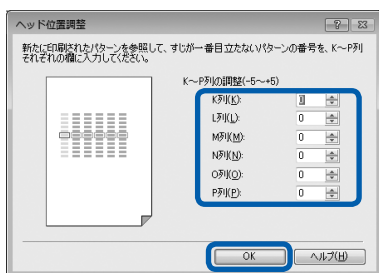 ヘッド位置調整
新たに印刷されたパターンを参照して、すじが一番目立たないパターンの番号を、K～P列
それぞれの欄に入力してください。
K～P列の調整(-5～+5)
K列(K): 0
L列(L): 0
M列(M): 0
N列(N): 0
O列(O): 0
P列(P): 0
OK
ヘルプ(H)